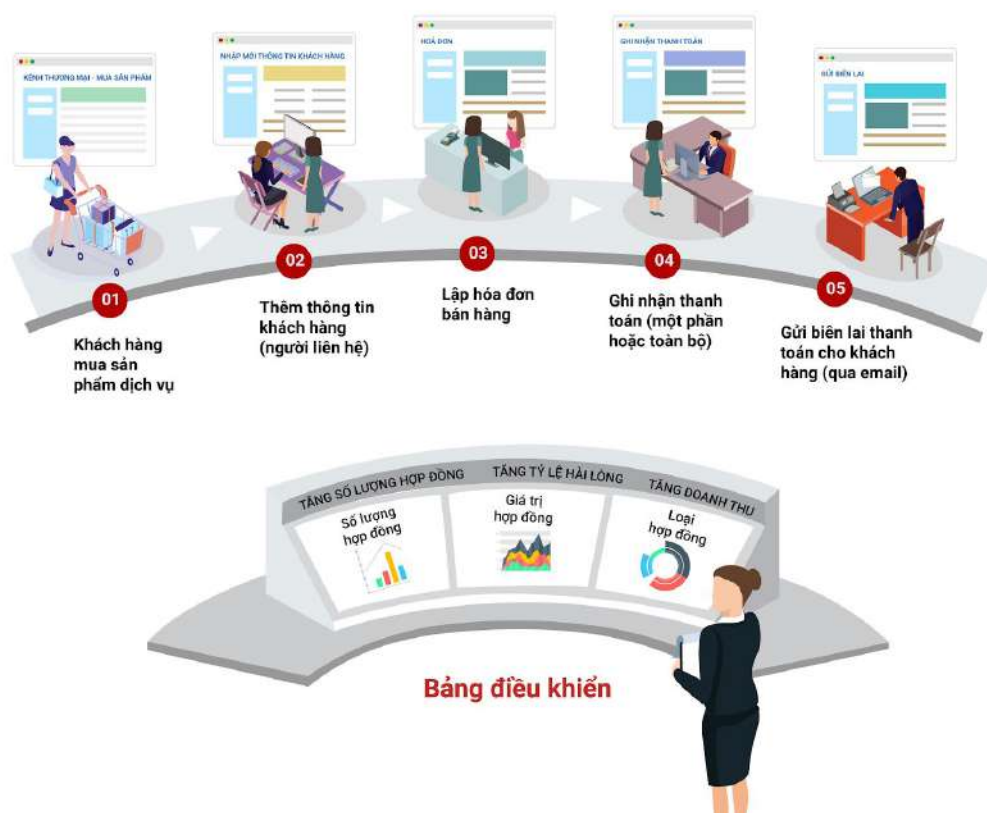 KÊNH THƯƠNG MẠI - MUA SẢN PHẨM
NHẬP MỚI THÔNG TIN KHÁCH HÀNG
HOÁ ĐƠN
GHI NHẬN THANH TOÁN
GỬI BIÊN LAI
01
Khách hàng
mua sản
phẩm dịch vụ
02
Thêm thông tin
khách hàng
(người liên hệ)
03
Lập hóa đơn
bán hàng
04
Ghi nhận thanh
toán (một phần
hoặc toàn bộ)
05
Gửi biên lai thanh
toán cho khách
hàng (qua email)
TĂNG SỐ LƯỢNG HỢP ĐỒNG
TĂNG TỶ LỆ HÀI LÒNG
TĂNG DOANH THU
Số lượng
hợp đồng
Giá trị
hợp đồng
Loại
hợp đồng
Bảng điều khiển